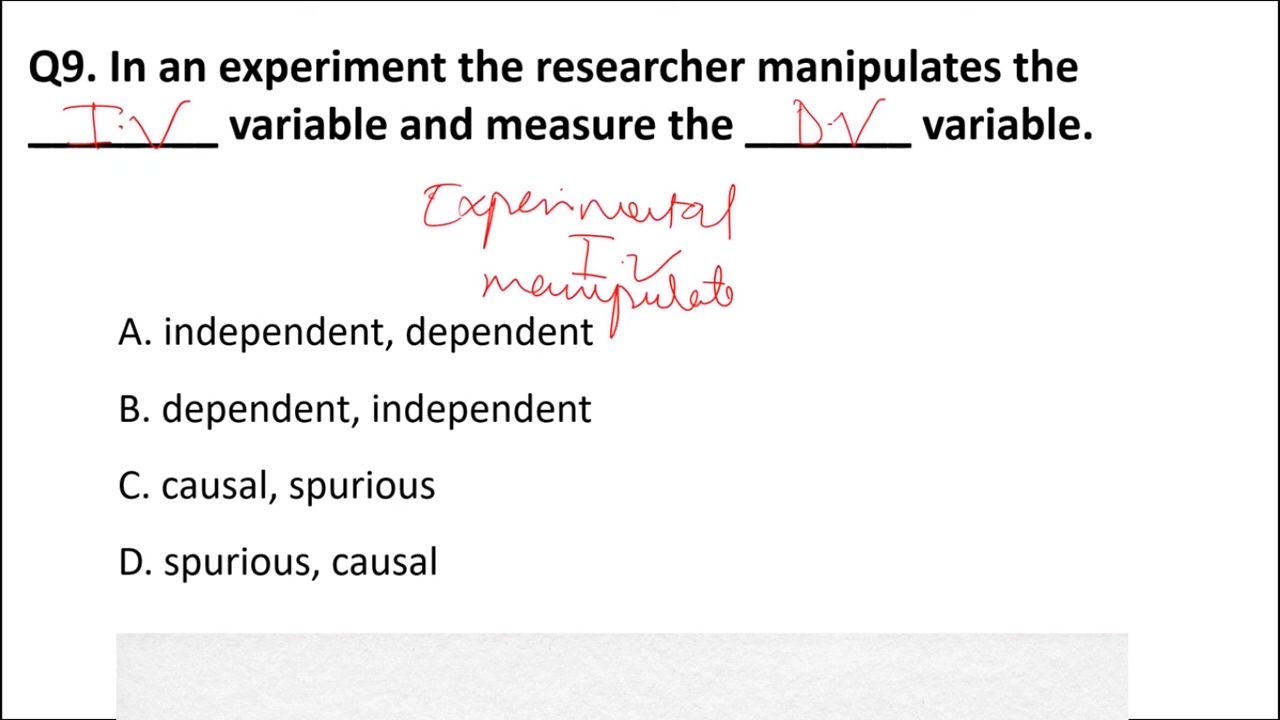 Q9. In an experiment the researcher manipulates the
I.V variable and measure the D.V variable.
Experimental
I.V
manipulate
A. independent, dependent
B. dependent, independent
C. causal, spurious
D. spurious, causal